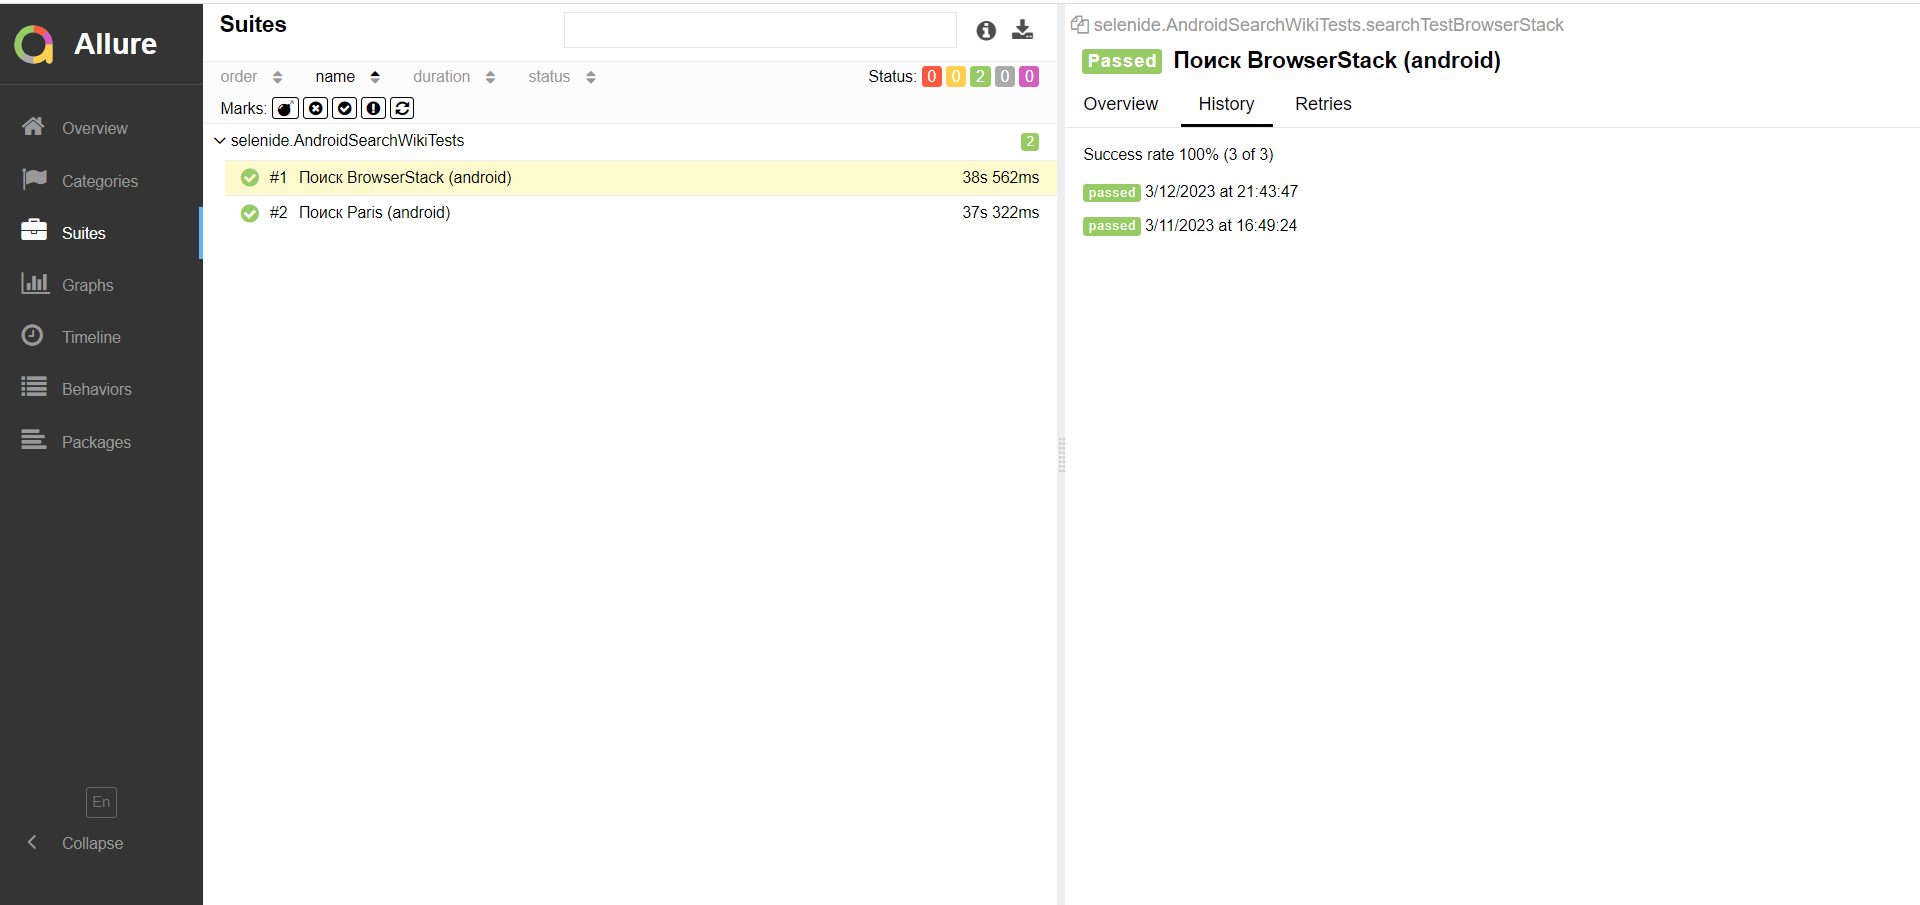 Allure
Overview
Categories
Suites
Graphs
Timeline
Behaviors
Packages
En
Collapse
Suites
order name duration status Status: 0 0 2 0 0
Marks:
selenide.AndroidSearchWikiTests 2
#1 Поиск BrowserStack (android) 38s 562ms
#2 Поиск Paris (android) 37s 322ms
selenide.AndroidSearchWikiTests.searchTestBrowserStack
Passed Поиск BrowserStack (android)
Overview History Retries
Success rate 100% (3 of 3)
passed 3/12/2023 at 21:43:47
passed 3/11/2023 at 16:49:24